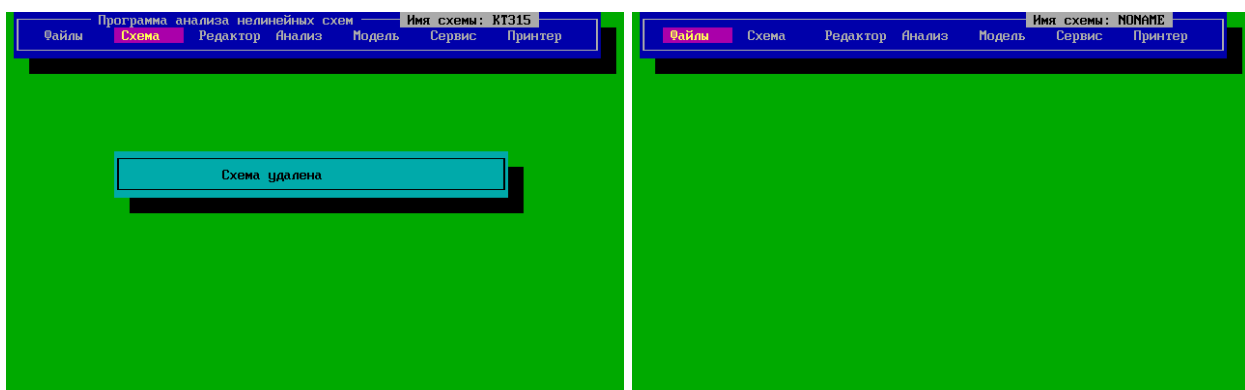 Программа анализа нелинейных схем Имя схемы: KT315
Файлы Схема Редактор Анализ Модель Сервис Принтер
Схема удалена
Имя схемы: NONAME
Файлы Схема Редактор Анализ Модель Сервис Принтер